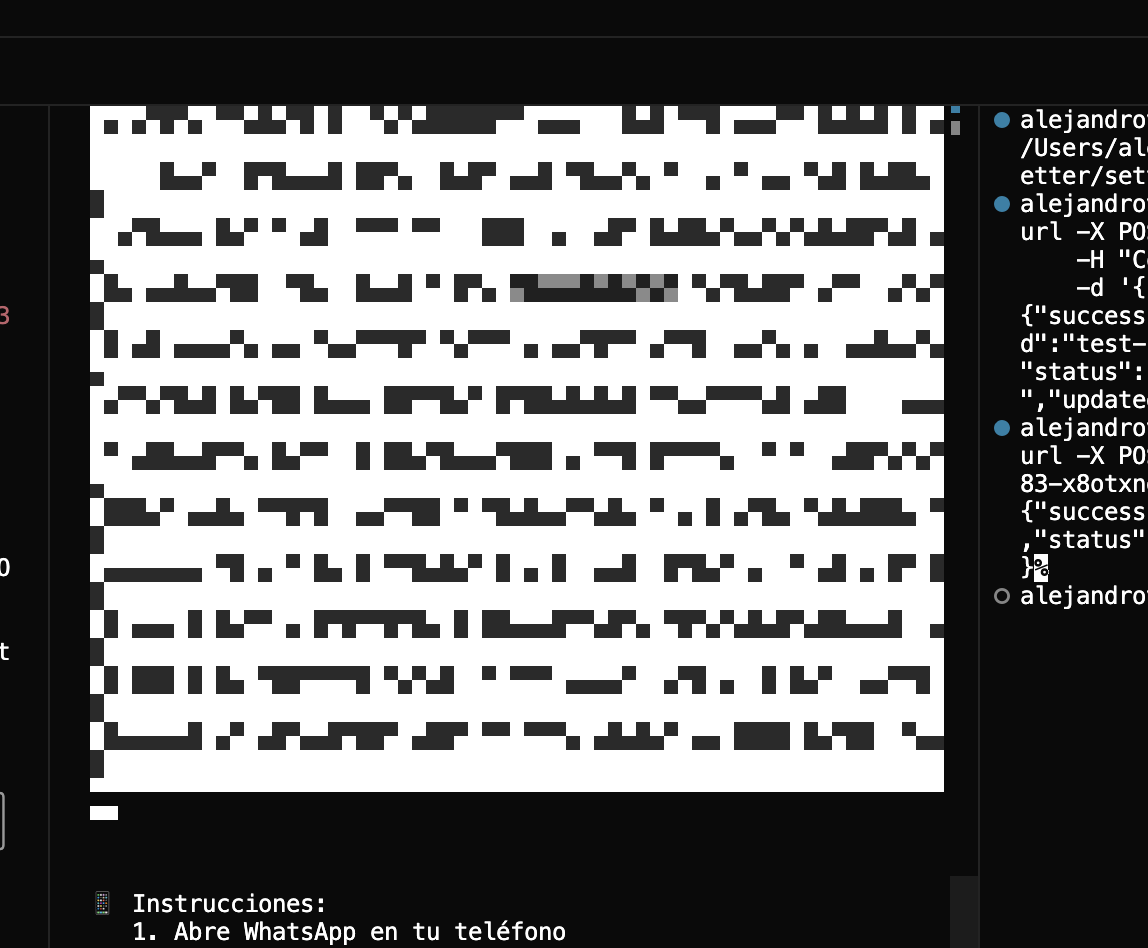 3
0
t
Instrucciones:
1. Abre WhatsApp en tu teléfono
alejandro
/Users/al
etter/set
alejandro
url -X PO
-H "C
-d '{
{"success
d":"test-
"status":
","update
alejandro
url -X PO
83-x8otxn
{"success
,"status"
}%
alejandro